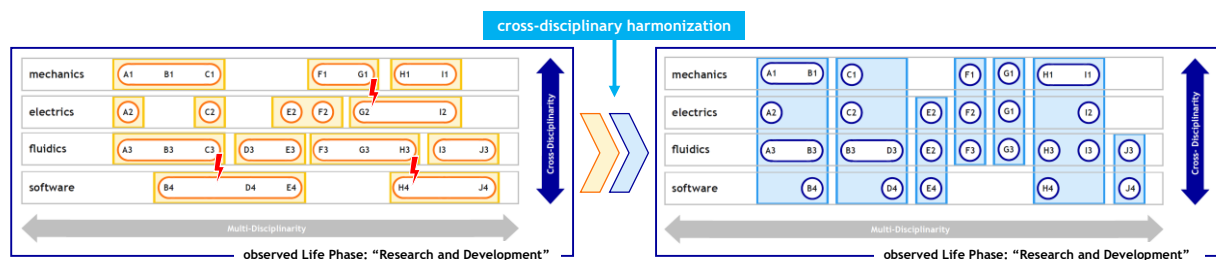 cross-disciplinary harmonization
mechanics A1 B1 C1 F1 G1 H1 I1
electrics A2 C2 E2 F2 G2 I2
fluidics A3 B3 C3 D3 E3 F3 G3 H3 I3 J3
software B4 D4 E4 H4 J4
Cross-Disciplinarity
Multi-Disciplinarity
observed Life Phase: “Research and Development”
mechanics A1 B1 C1 F1 G1 H1 I1
electrics A2 C2 E2 F2 G1 I2
fluidics A3 B3 B3 D3 E2 F3 G3 H3 I3 J3
software B4 D4 E4 H4 J4
Cross- Disciplinarity
Multi-Disciplinarity
observed Life Phase: “Research and Development”